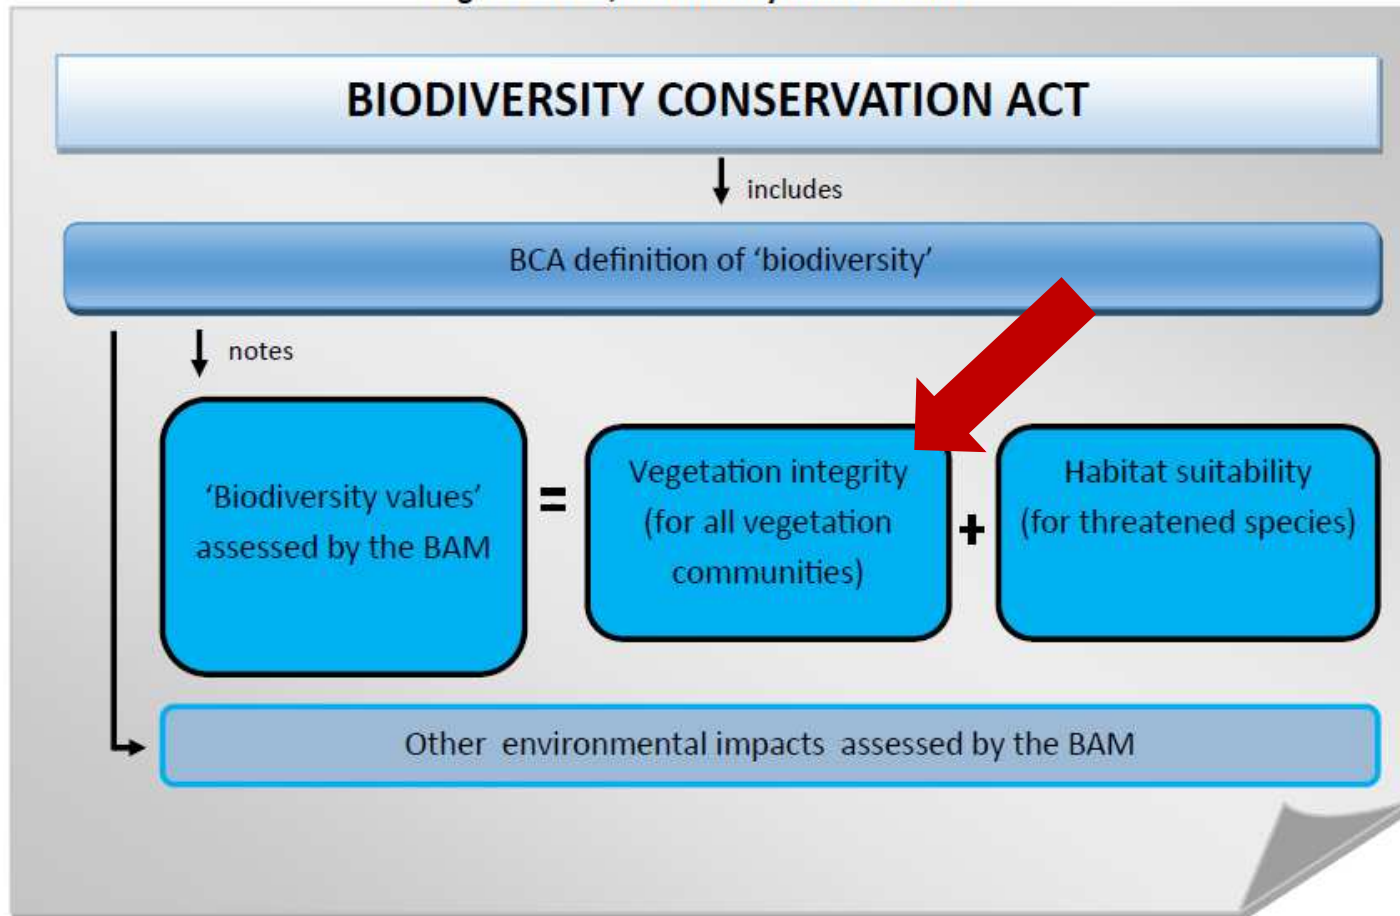 BIODIVERSITY CONSERVATION ACT
includes
BCA definition of ‘biodiversity’
notes
‘Biodiversity values’
assessed by the BAM
=
Vegetation integrity
(for all vegetation
communities)
+
Habitat suitability
(for threatened species)
Other environmental impacts assessed by the BAM